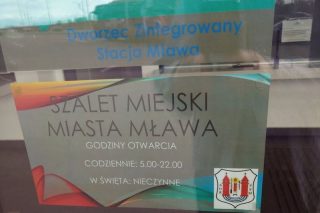 Dworzec Zintegrowany
Stacja Mława
SZALET MIEJSKI
MIASTA MŁAWA
GODZINY OTWARCIA
CODZIENNIE: 5.00-22.00
W ŚWIĘTA: NIECZYNNE